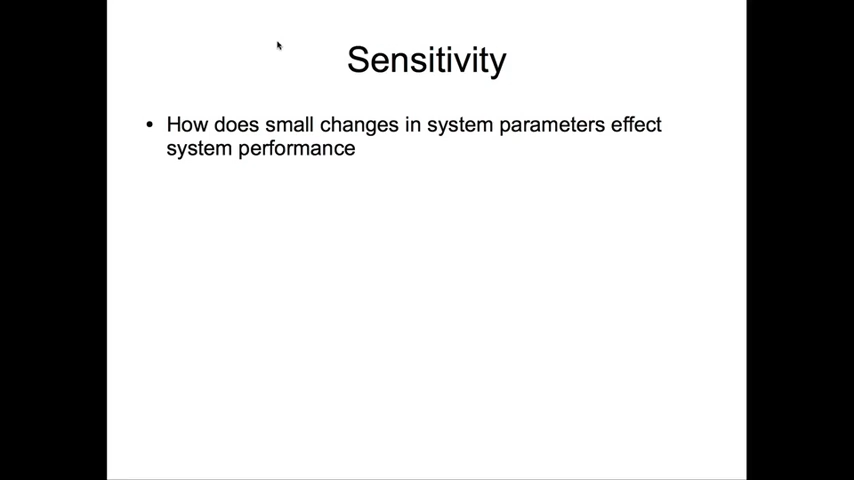 Sensitivity
• How does small changes in system parameters effect
system performance